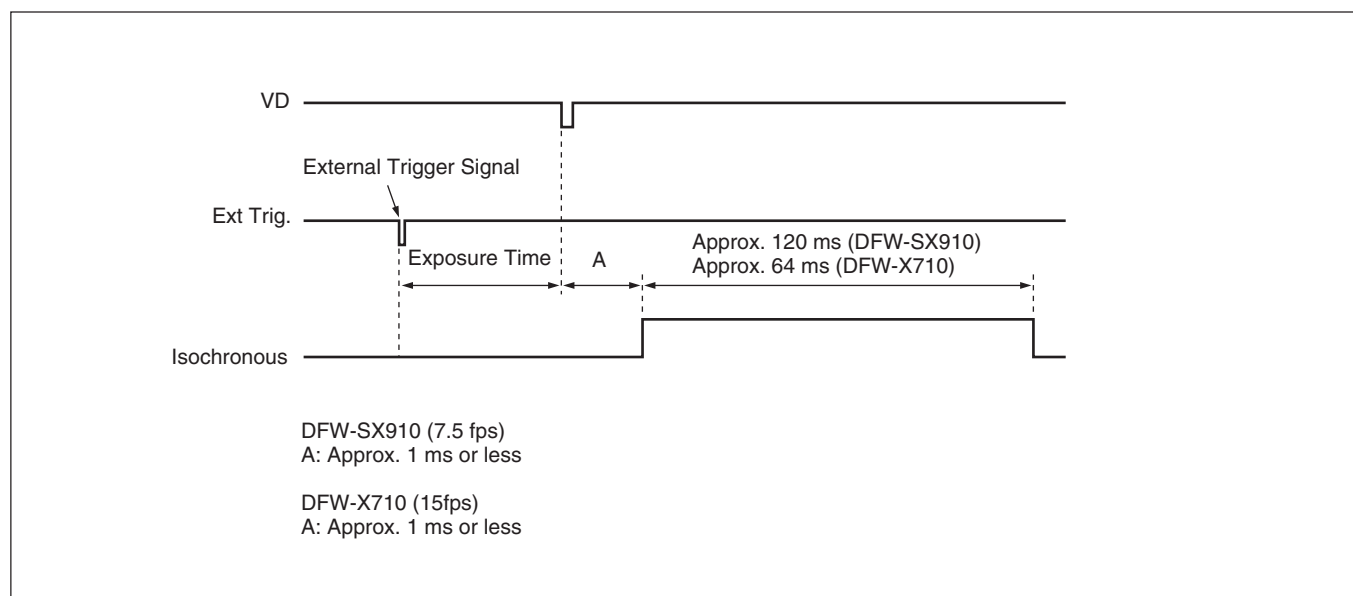 VD
External Trigger Signal
Ext Trig.
Approx. 120 ms (DFW-SX910)
Approx. 64 ms (DFW-X710)
Exposure Time
A
Isochronous
DFW-SX910 (7.5 fps)
A: Approx. 1 ms or less
DFW-X710 (15fps)
A: Approx. 1 ms or less